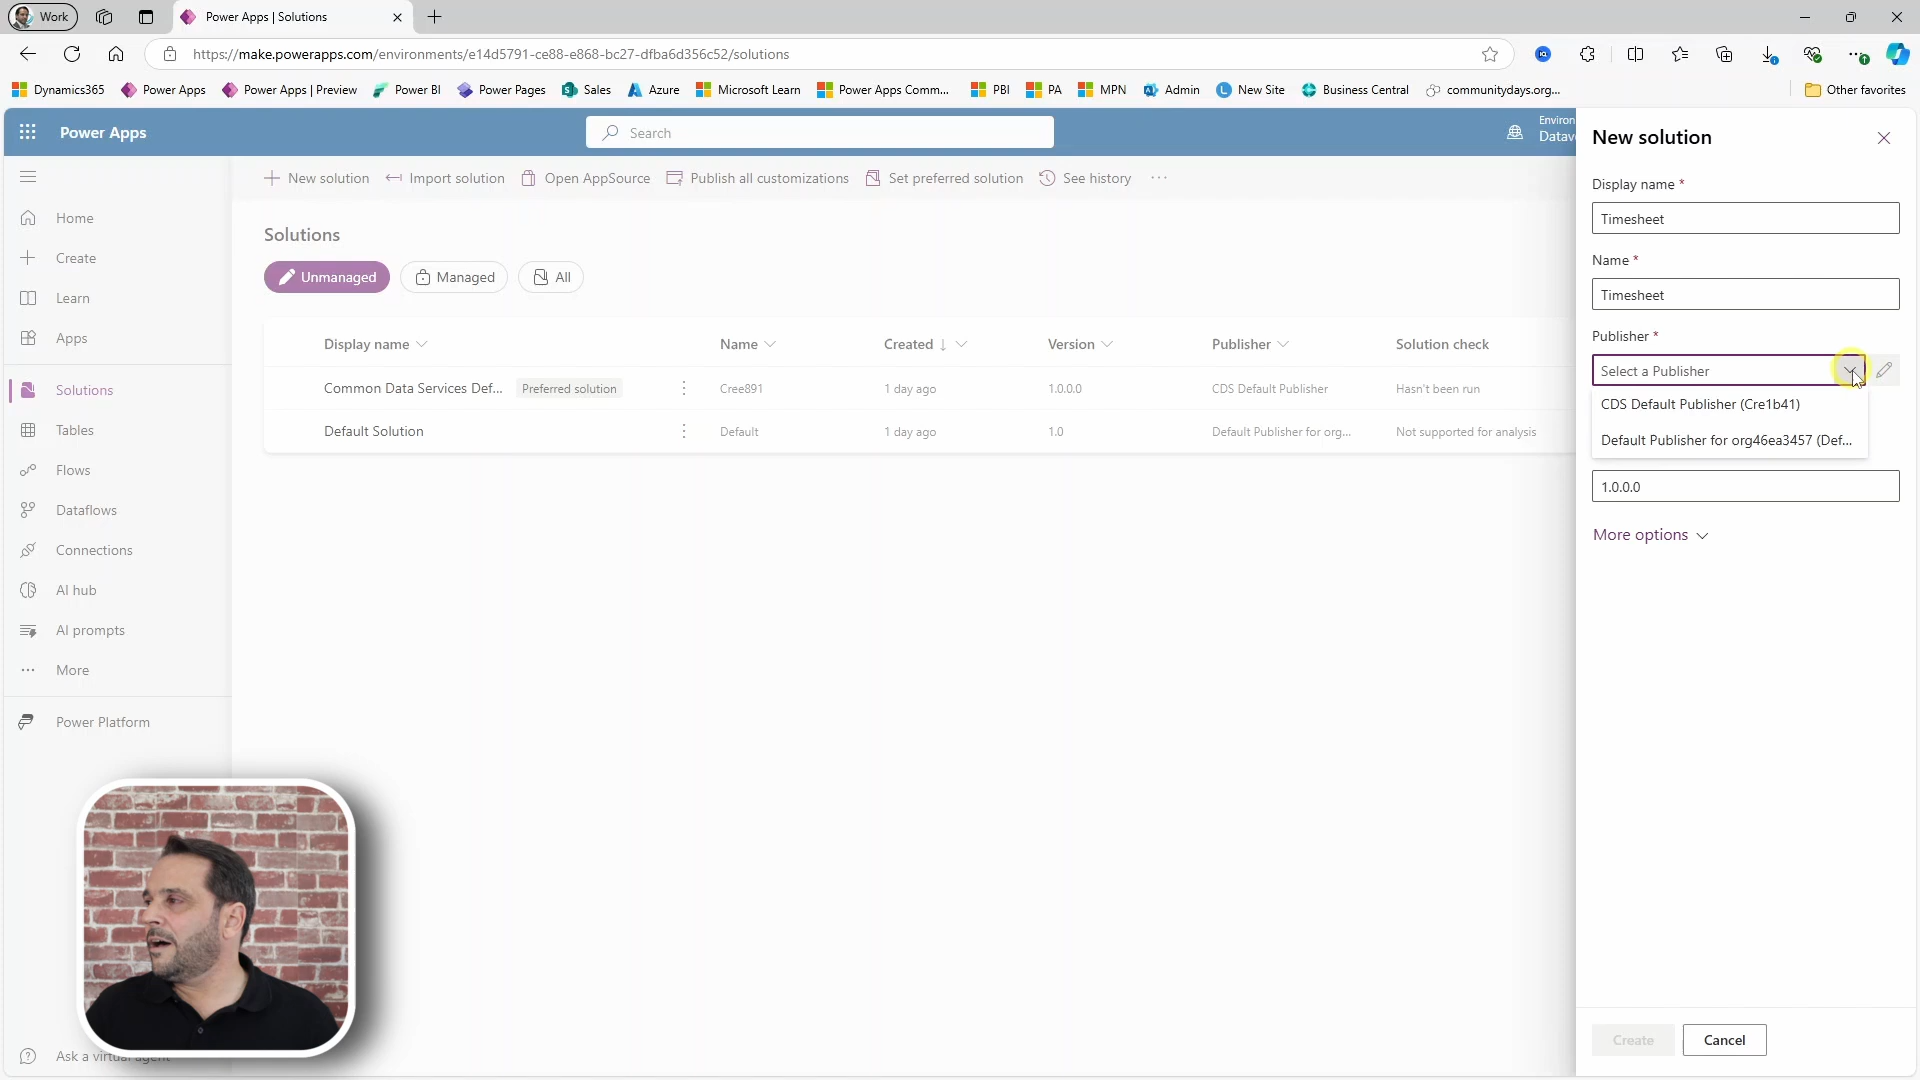 Work
Power Apps | Solutions
https://make.powerapps.com/environments/e14d5791-ce88-e868-bc27-dfba6d356c52/solutions
Dynamics365
Power Apps
Power Apps | Preview
Power BI
Power Pages
Sales
Azure
Microsoft Learn
Power Apps Comm...
PBI
PA
MPN
Admin
New Site
Business Central
communitydays.org...
Other favorites
Power Apps
Search
Environ
Datav
New solution
Import solution
Open AppSource
Publish all customizations
Set preferred solution
See history
Home
Create
Learn
Apps
Solutions
Tables
Flows
Dataflows
Connections
AI hub
AI prompts
More
Power Platform
Ask a virtual agent
Solutions
Unmanaged
Managed
All
Display name Name Created Version Publisher Solution check
Common Data Services Def... Preferred solution Cree891 1 day ago 1.0.0.0 CDS Default Publisher Hasn't been run
Default Solution Default 1 day ago 1.0 Default Publisher for org... Not supported for analysis
New solution
Display name *
Timesheet
Name *
Timesheet
Publisher *
Select a Publisher
CDS Default Publisher (Cre1b41)
Default Publisher for org46ea3457 (Def...
1.0.0.0
More options
Create
Cancel